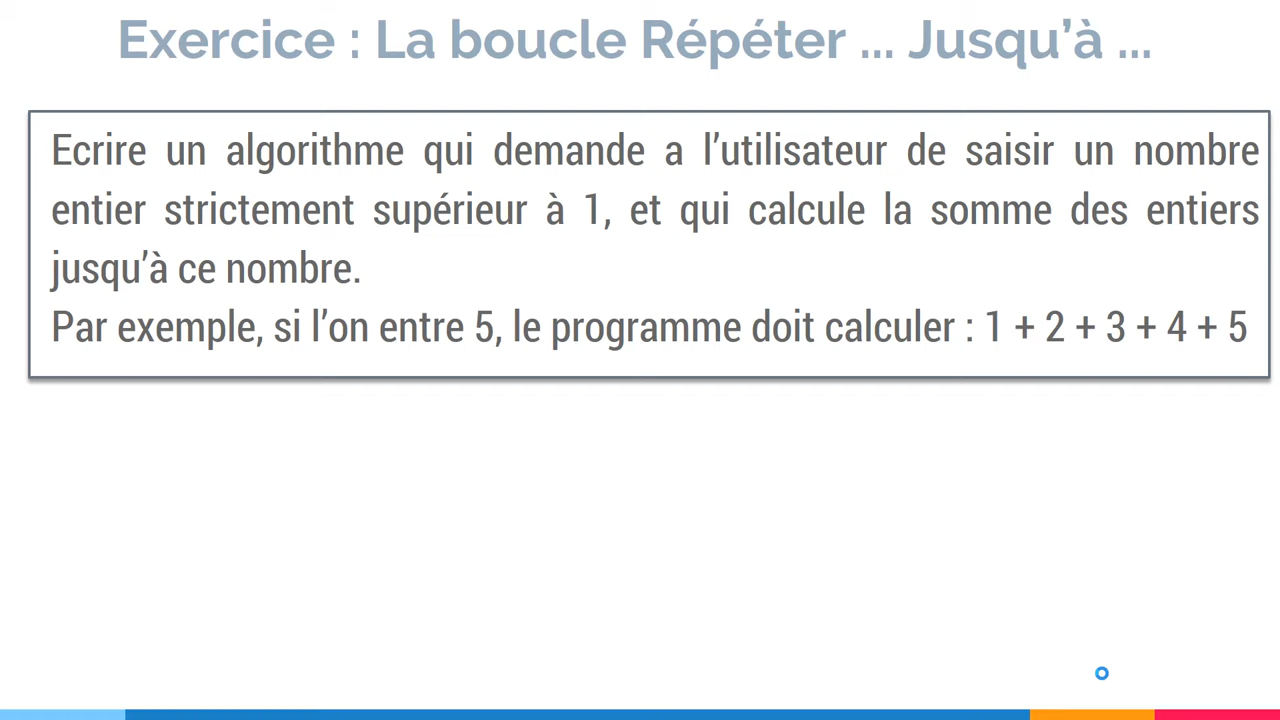 Exercice : La boucle Répéter ... Jusqu’à ...
Ecrire un algorithme qui demande a l’utilisateur de saisir un nombre
entier strictement supérieur à 1, et qui calcule la somme des entiers
jusqu’à ce nombre.
Par exemple, si l’on entre 5, le programme doit calculer : 1 + 2 + 3 + 4 + 5